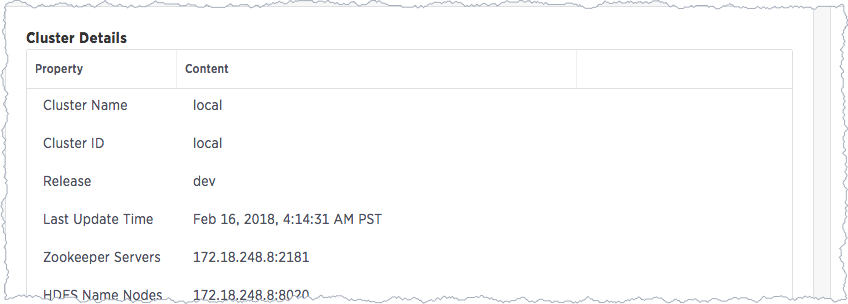 Cluster Details
Property Content
Cluster Name local
Cluster ID local
Release dev
Last Update Time Feb 16, 2018, 4:14:31 AM PST
Zookeeper Servers 172.18.248.8:2181
HDFS Name Nodes 172.18.248.8:8020